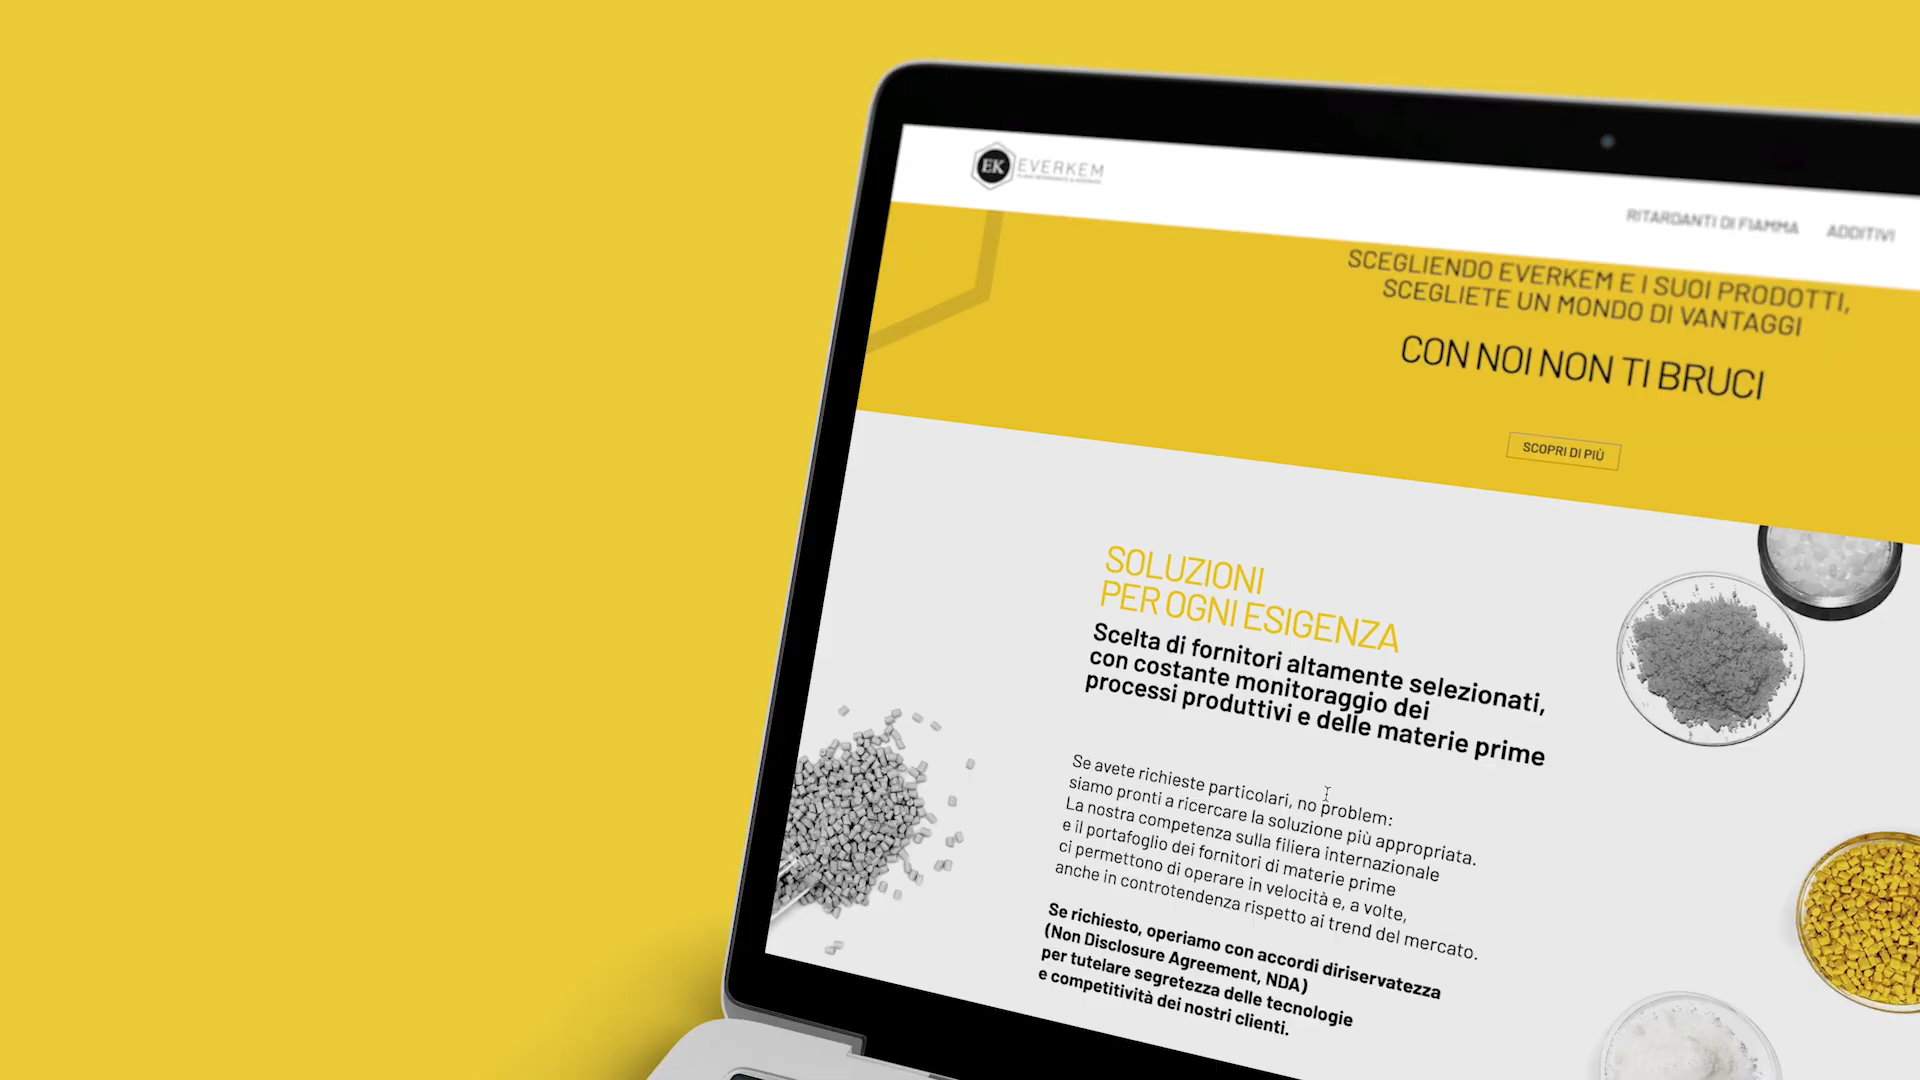 EK
EVERKEM
RITARDANTI DI FIAMMA
ADDITIVI
SCEGLIENDO EVERKEM E I SUOI PRODOTTI,
SCEGLIETE UN MONDO DI VANTAGGI
CON NOI NON TI BRUCI
SCOPRI DI PIÙ
SOLUZIONI
PER OGNI ESIGENZA
Scelta di fornitori altamente selezionati,
con costante monitoraggio dei
processi produttivi e delle materie prime
Se avete richieste particolari, no problem:
siamo pronti a ricercare la soluzione più appropriata.
La nostra competenza sulla filiera internazionale
e il portafoglio dei fornitori di materie prime
ci permettono di operare in velocità e, a volte,
anche in controtendenza rispetto ai trend del mercato.
Se richiesto, operiamo con accordi diriservatezza
(Non Disclosure Agreement, NDA)
per tutelare segretezza delle tecnologie
e competitività dei nostri clienti.